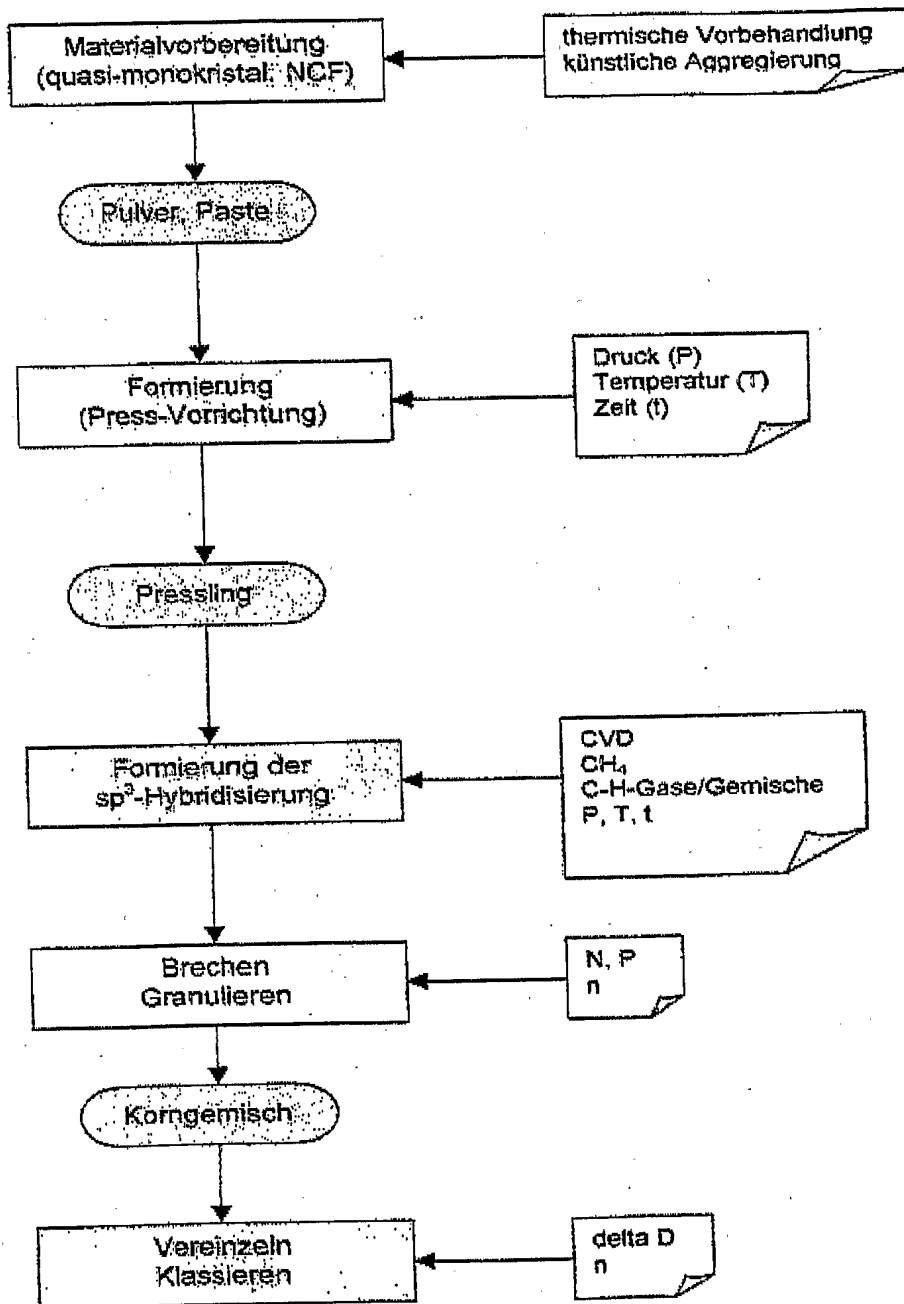 Materialvorbereitung
(quasi-monokristal. NCF)
thermische Vorbehandlung
künstliche Aggregierung
Pulver, Paste
Formierung
(Press-Vorrichtung)
Druck (P)
Temperatur (T)
Zeit (t)
Pressling
Formierung der
sp³-Hybridisierung
CVD
CH₄
C-H-Gase/Gemische
P, T, t
Brechen
Granulieren
N, P
n
Korngemisch
Vereinzeln
Klassieren
delta D
n